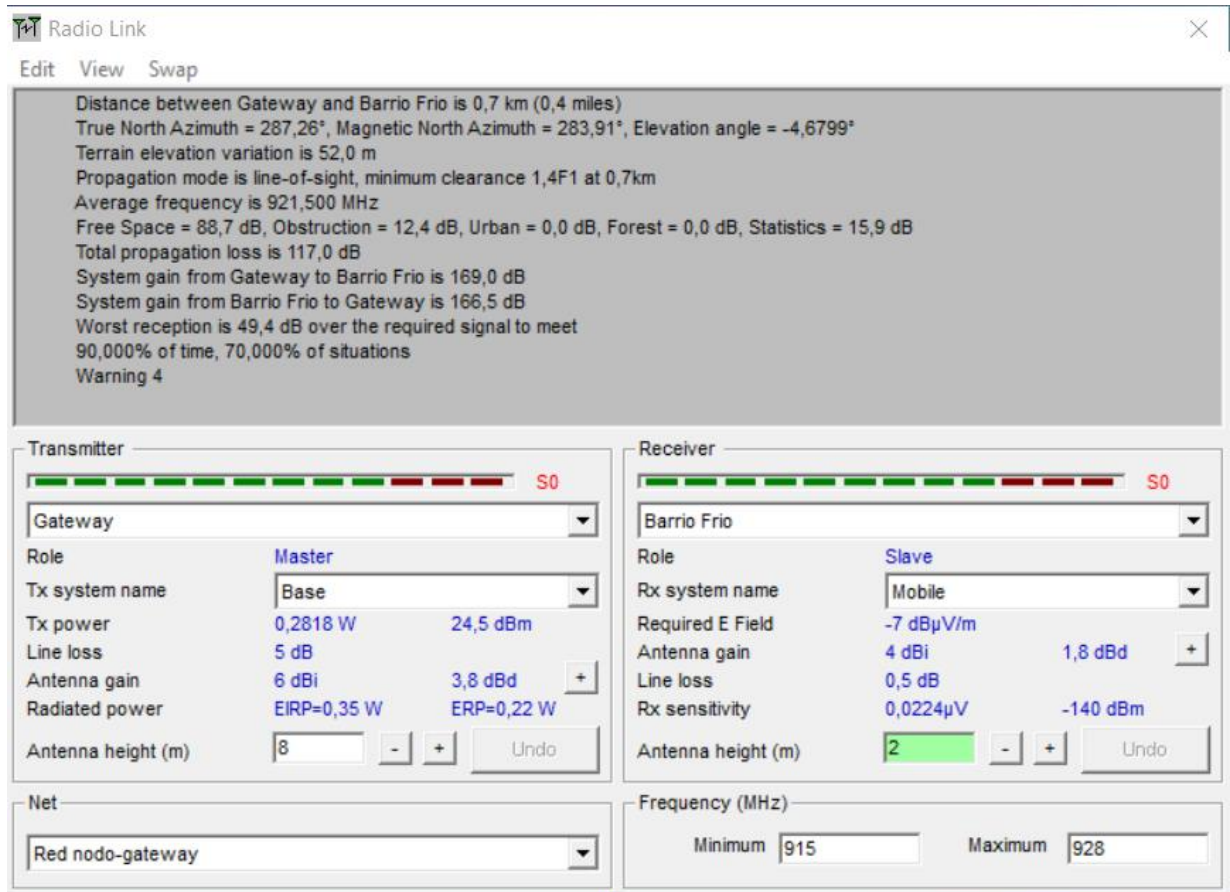 Radio Link
Edit View Swap
Distance between Gateway and Barrio Frio is 0,7 km (0,4 miles)
True North Azimuth = 287,26°, Magnetic North Azimuth = 283,91°, Elevation angle = -4,6799°
Terrain elevation variation is 52,0 m
Propagation mode is line-of-sight, minimum clearance 1,4F1 at 0,7km
Average frequency is 921,500 MHz
Free Space = 88,7 dB, Obstruction = 12,4 dB, Urban = 0,0 dB, Forest = 0,0 dB, Statistics = 15,9 dB
Total propagation loss is 117,0 dB
System gain from Gateway to Barrio Frio is 169,0 dB
System gain from Barrio Frio to Gateway is 166,5 dB
Worst reception is 49,4 dB over the required signal to meet
90,000% of time, 70,000% of situations
Warning 4
Transmitter
S0
Gateway
Role Master
Tx system name Base
Tx power 0,2818 W 24,5 dBm
Line loss 5 dB
Antenna gain 6 dBi 3,8 dBd +
Radiated power EIRP=0,35 W ERP=0,22 W
Antenna height (m) 8 - + Undo
Net
Red nodo-gateway
Receiver
S0
Barrio Frio
Role Slave
Rx system name Mobile
Required E Field -7 dBµV/m
Antenna gain 4 dBi 1,8 dBd +
Line loss 0,5 dB
Rx sensitivity 0,0224µV -140 dBm
Antenna height (m) 2 - + Undo
Frequency (MHz)
Minimum 915 Maximum 928